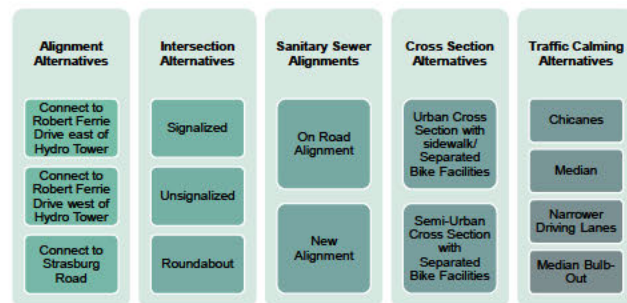 Alignment
Alternatives
Connect to
Robert Ferrie
Drive east of
Hydro Tower
Connect to
Robert Ferrie
Drive west of
Hydro Tower
Connect to
Strasburg
Road
Intersection
Alternatives
Signalized
Unsignalized
Roundabout
Sanitary Sewer
Alignments
On Road
Alignment
New
Alignment
Cross Section
Alternatives
Urban Cross
Section with
sidewalk/
Separated
Bike Facilities
Semi-Urban
Cross Section
with
Separated
Bike Facilities
Traffic Calming
Alternatives
Chicanes
Median
Narrower
Driving Lanes
Median Bulb-
Out